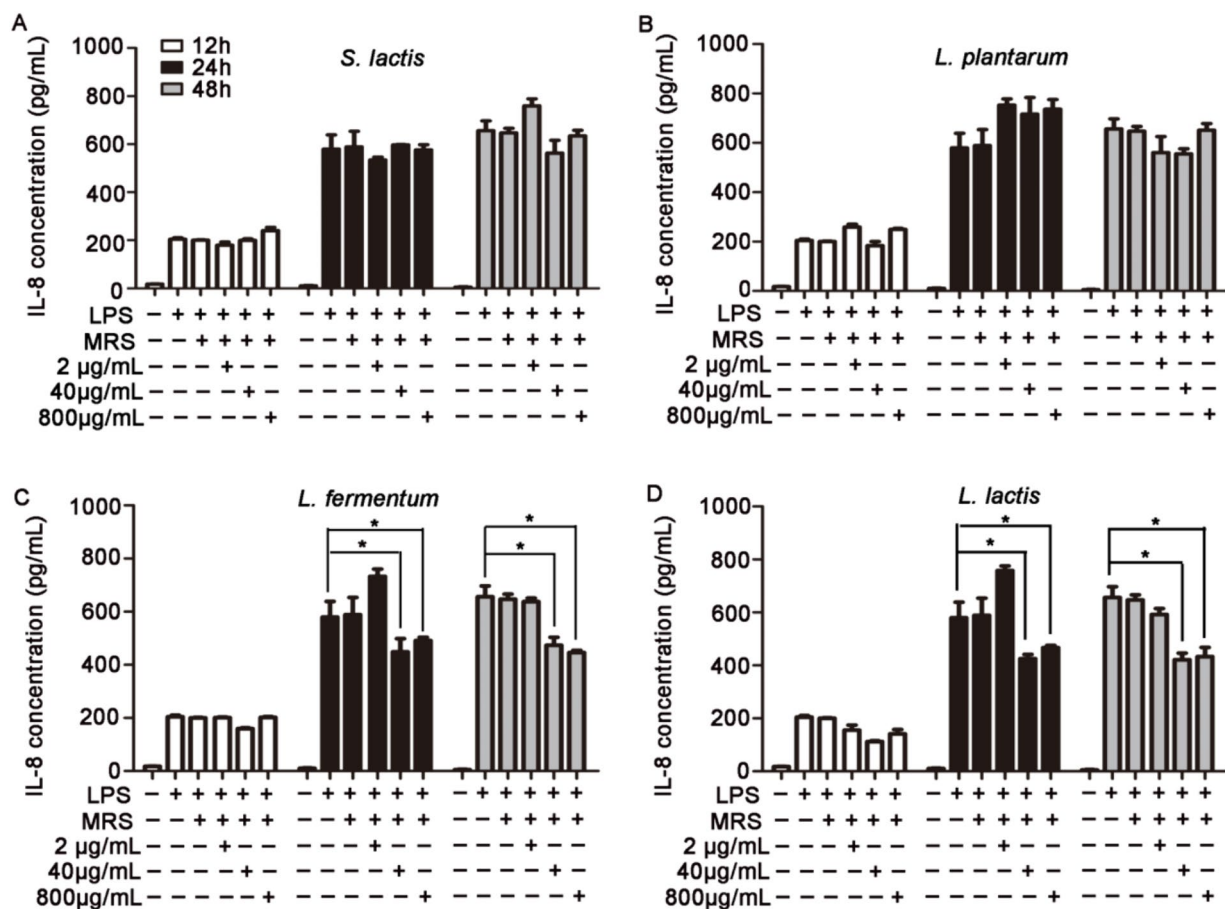 A
S. lactis
12h
24h
48h
IL-8 concentration (pg/mL)
1000
800
600
400
200
0
LPS − + + + + + − + + + + + − + + + + +
MRS − − + + + + − − + + + + − − + + + +
2 µg/mL − − − + − − − − − + − − − − − + − −
40µg/mL − − − − + − − − − − + − − − − − + −
800µg/mL − − − − − + − − − − − + − − − − − +
B
L. plantarum
IL-8 concentration (pg/mL)
1000
800
600
400
200
0
LPS − + + + + + − + + + + + − + + + + +
MRS − − + + + + − − + + + + − − + + + +
2 µg/mL − − − + − − − − − + − − − − − + − −
40µg/mL − − − − + − − − − − + − − − − − + −
800µg/mL − − − − − + − − − − − + − − − − − +
C
L. fermentum
IL-8 concentration (pg/mL)
1000
800
600
400
200
0
* * * *
LPS − + + + + + − + + + + + − + + + + +
MRS − − + + + + − − + + + + − − + + + +
2 µg/mL − − − + − − − − − + − − − − − + − −
40µg/mL − − − − + − − − − − + − − − − − + −
800µg/mL − − − − − + − − − − − + − − − − − +
D
L. lactis
IL-8 concentration (pg/mL)
1000
800
600
400
200
0
* * * *
LPS − + + + + + − + + + + + − + + + + +
MRS − − + + + + − − + + + + − − + + + +
2 µg/mL − − − + − − − − − + − − − − − + − −
40µg/mL − − − − + − − − − − + − − − − − + −
800µg/mL − − − − − + − − − − − + − − − − − +